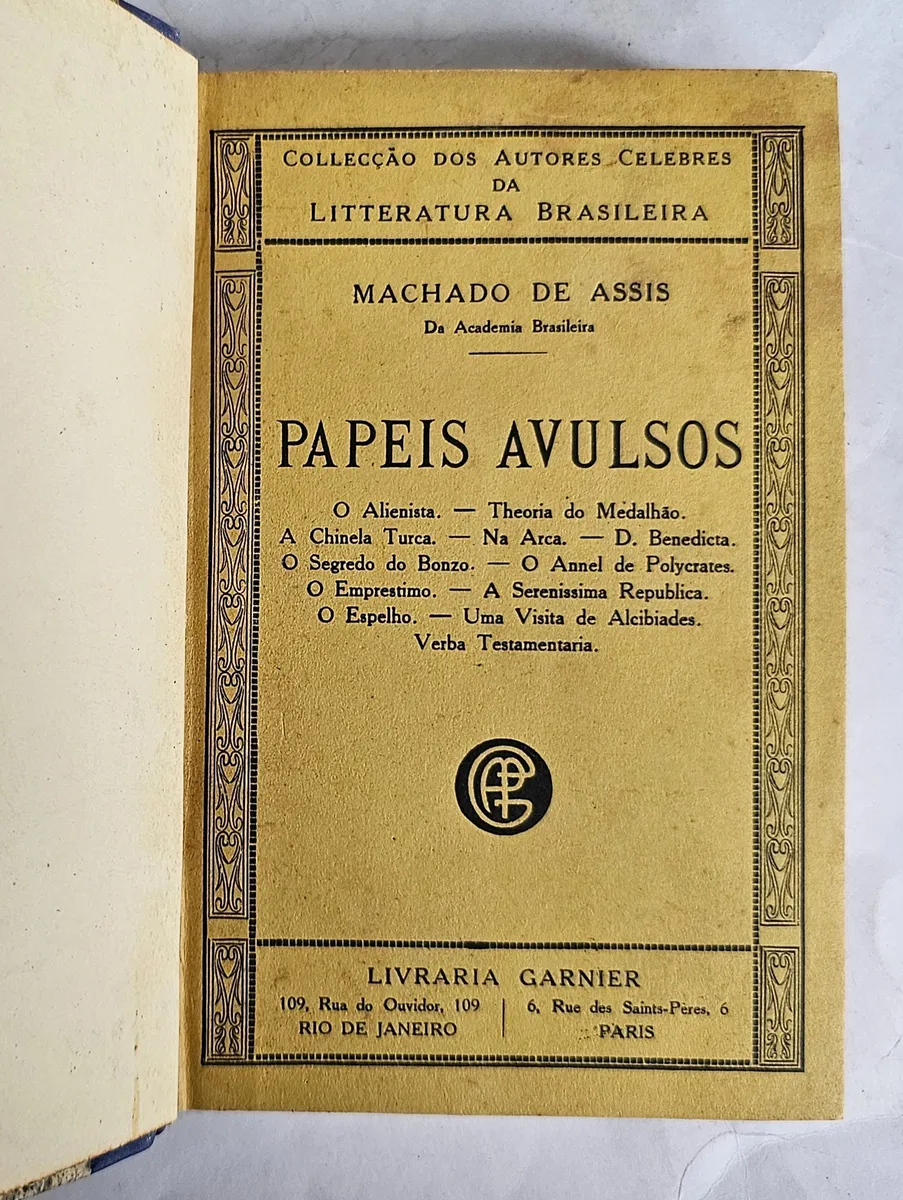 COLLECÇÃO DOS AUTORES CELEBRES
DA
LITTERATURA BRASILEIRA
MACHADO DE ASSIS
Da Academia Brasileira
PAPEIS AVULSOS
O Alienista. — Theoria do Medalhão.
A Chinela Turca. — Na Arca. — D. Benedicta.
O Segredo do Bonzo. — O Annel de Polycrates.
O Emprestimo. — A Serenissima Republica.
O Espelho. — Uma Visita de Alcibiades.
Verba Testamentaria.
LIVRARIA GARNIER
109, Rua do Ouvidor, 109
RIO DE JANEIRO
6, Rue des Saints-Pères, 6
PARIS